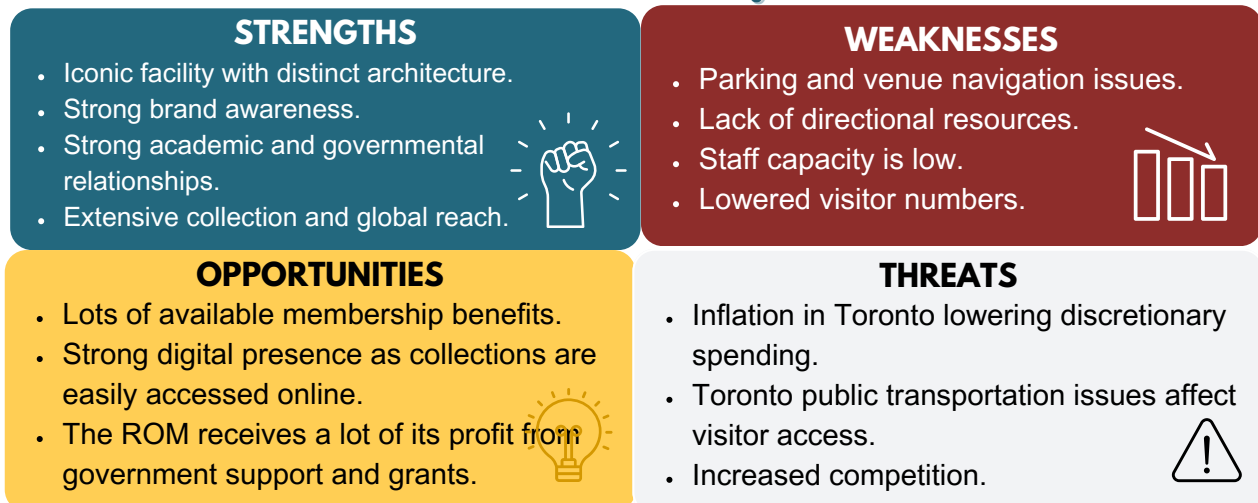 STRENGTHS
• Iconic facility with distinct architecture.
• Strong brand awareness.
• Strong academic and governmental
relationships.
• Extensive collection and global reach.
WEAKNESSES
• Parking and venue navigation issues.
• Lack of directional resources.
• Staff capacity is low.
• Lowered visitor numbers.
OPPORTUNITIES
• Lots of available membership benefits.
• Strong digital presence as collections are
easily accessed online.
• The ROM receives a lot of its profit from
government support and grants.
THREATS
• Inflation in Toronto lowering discretionary
spending.
• Toronto public transportation issues affect
visitor access.
• Increased competition.